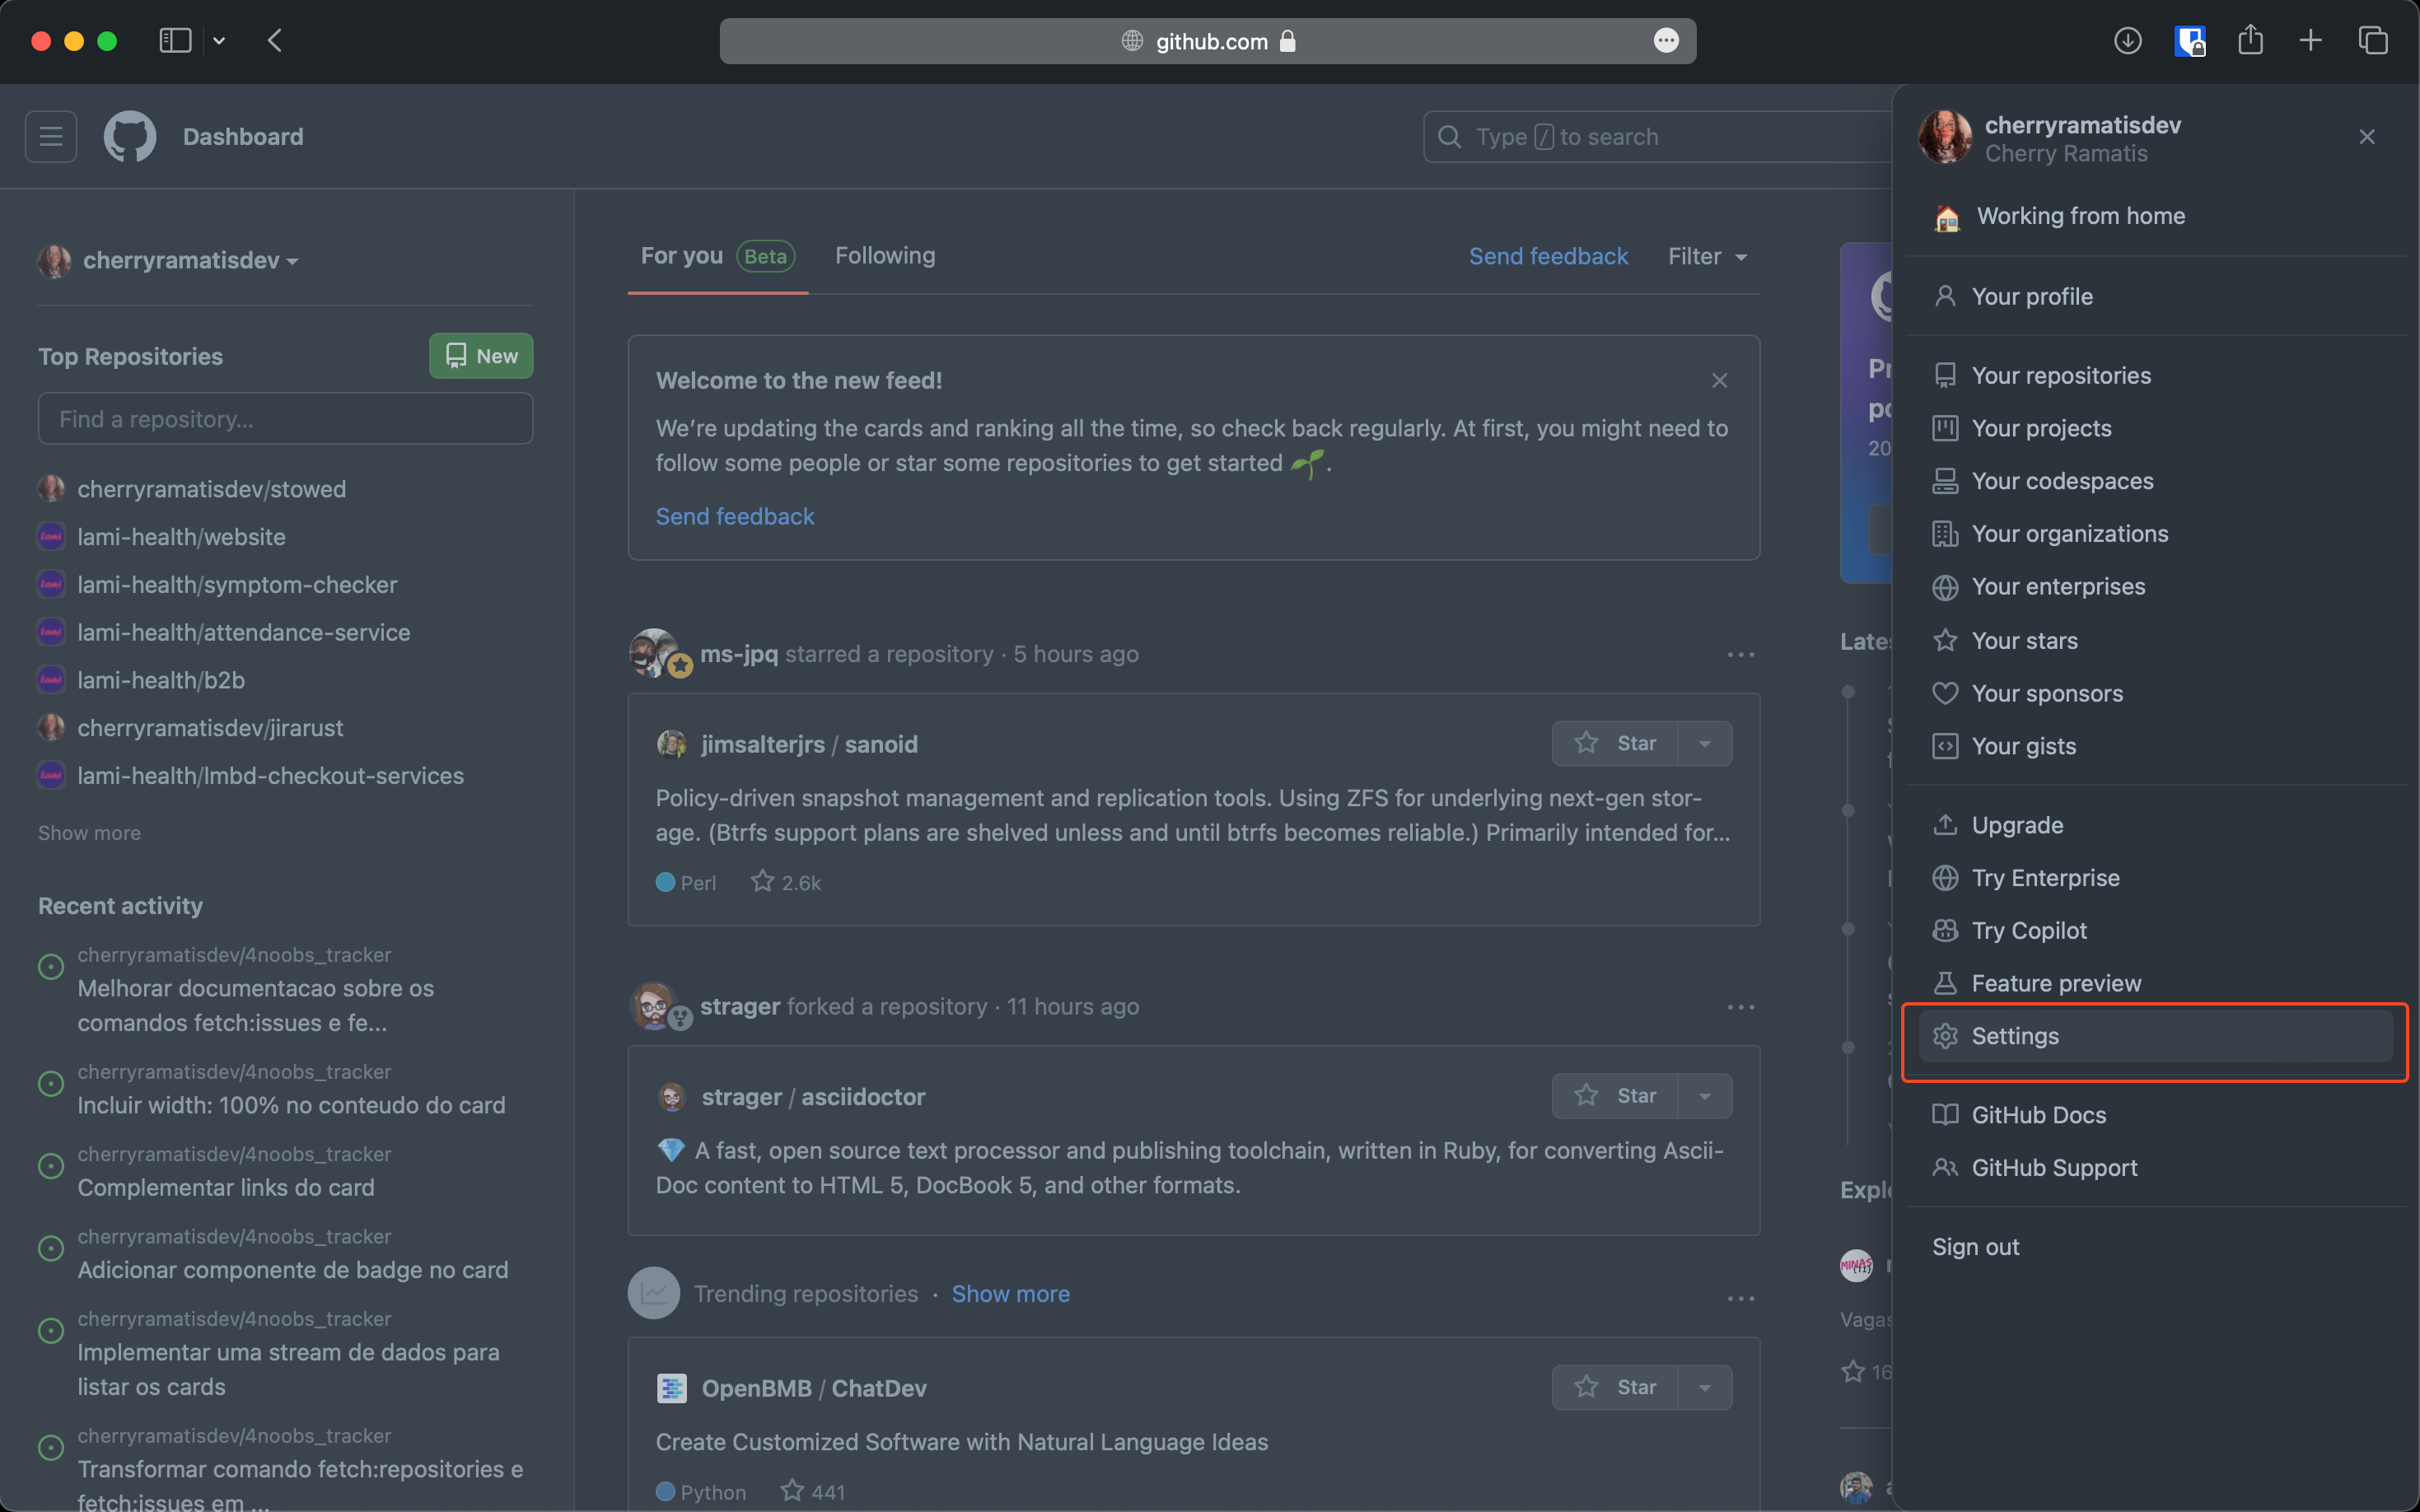 github.com
Dashboard
Type / to search
cherryramatisdev
Top Repositories
New
Find a repository...
cherryramatisdev/stowed
lami-health/website
lami-health/symptom-checker
lami-health/attendance-service
lami-health/b2b
cherryramatisdev/jirarust
lami-health/lmbd-checkout-services
Show more
Recent activity
cherryramatisdev/4noobs_tracker
Melhorar documentacao sobre os
comandos fetch:issues e fe...
cherryramatisdev/4noobs_tracker
Incluir width: 100% no conteudo do card
cherryramatisdev/4noobs_tracker
Complementar links do card
cherryramatisdev/4noobs_tracker
Adicionar componente de badge no card
cherryramatisdev/4noobs_tracker
Implementar uma stream de dados para
listar os cards
cherryramatisdev/4noobs_tracker
Transformar comando fetch:repositories e
fetch:issues em ...
For you Beta Following Send feedback Filter
Welcome to the new feed!
We’re updating the cards and ranking all the time, so check back regularly. At first, you might need to
follow some people or star some repositories to get started 🌱.
Send feedback
ms-jpq starred a repository · 5 hours ago
jimsalterjrs / sanoid
Star
Policy-driven snapshot management and replication tools. Using ZFS for underlying next-gen stor-
age. (Btrfs support plans are shelved unless and until btrfs becomes reliable.) Primarily intended for...
Perl 2.6k
strager forked a repository · 11 hours ago
strager / asciidoctor
Star
💎 A fast, open source text processor and publishing toolchain, written in Ruby, for converting Ascii-
Doc content to HTML 5, DocBook 5, and other formats.
Trending repositories · Show more
OpenBMB / ChatDev
Star
Create Customized Software with Natural Language Ideas
Python 441
cherryramatisdev
Cherry Ramatis
🏠 Working from home
Your profile
Your repositories
Your projects
Your codespaces
Your organizations
Your enterprises
Your stars
Your sponsors
Your gists
Upgrade
Try Enterprise
Try Copilot
Feature preview
Settings
GitHub Docs
GitHub Support
Sign out